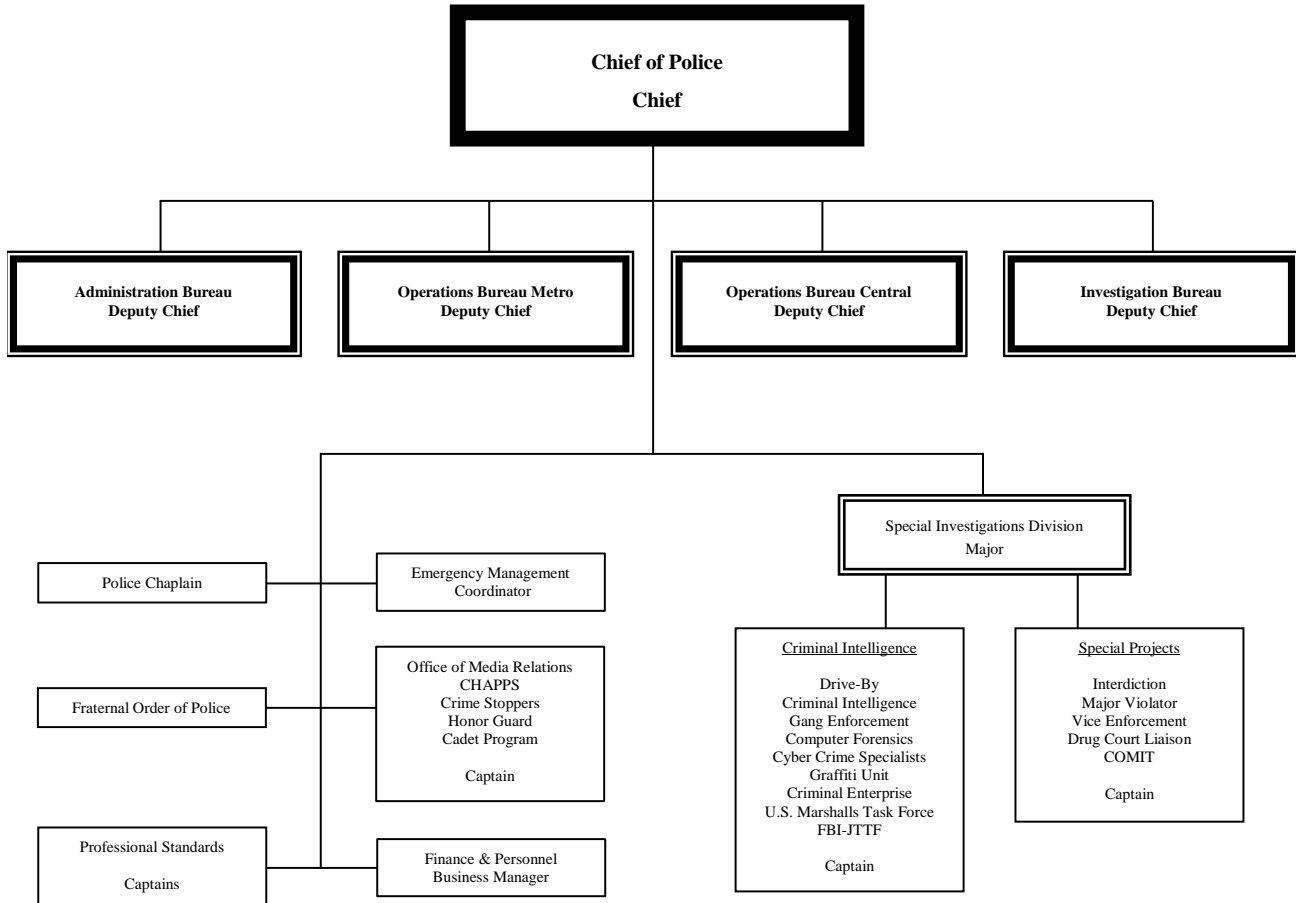 Chief of Police
Chief
Administration Bureau
Deputy Chief
Operations Bureau Metro
Deputy Chief
Operations Bureau Central
Deputy Chief
Investigation Bureau
Deputy Chief
Special Investigations Division
Major
Police Chaplain
Emergency Management
Coordinator
Fraternal Order of Police
Office of Media Relations
CHAPPS
Crime Stoppers
Honor Guard
Cadet Program
Captain
Professional Standards
Captains
Finance & Personnel
Business Manager
Criminal Intelligence
Drive-By
Criminal Intelligence
Gang Enforcement
Computer Forensics
Cyber Crime Specialists
Graffiti Unit
Criminal Enterprise
U.S. Marshalls Task Force
FBI-JTTF
Captain
Special Projects
Interdiction
Major Violator
Vice Enforcement
Drug Court Liaison
COMIT
Captain